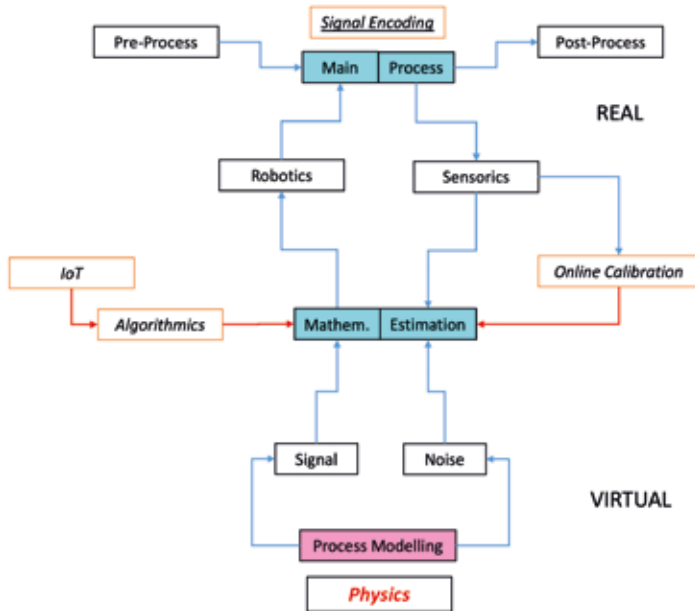 Signal Encoding
Pre-Process
Main
Process
Post-Process
REAL
Robotics
Sensorics
IoT
Online Calibration
Algorithmics
Mathem.
Estimation
Signal
Noise
VIRTUAL
Process Modelling
Physics